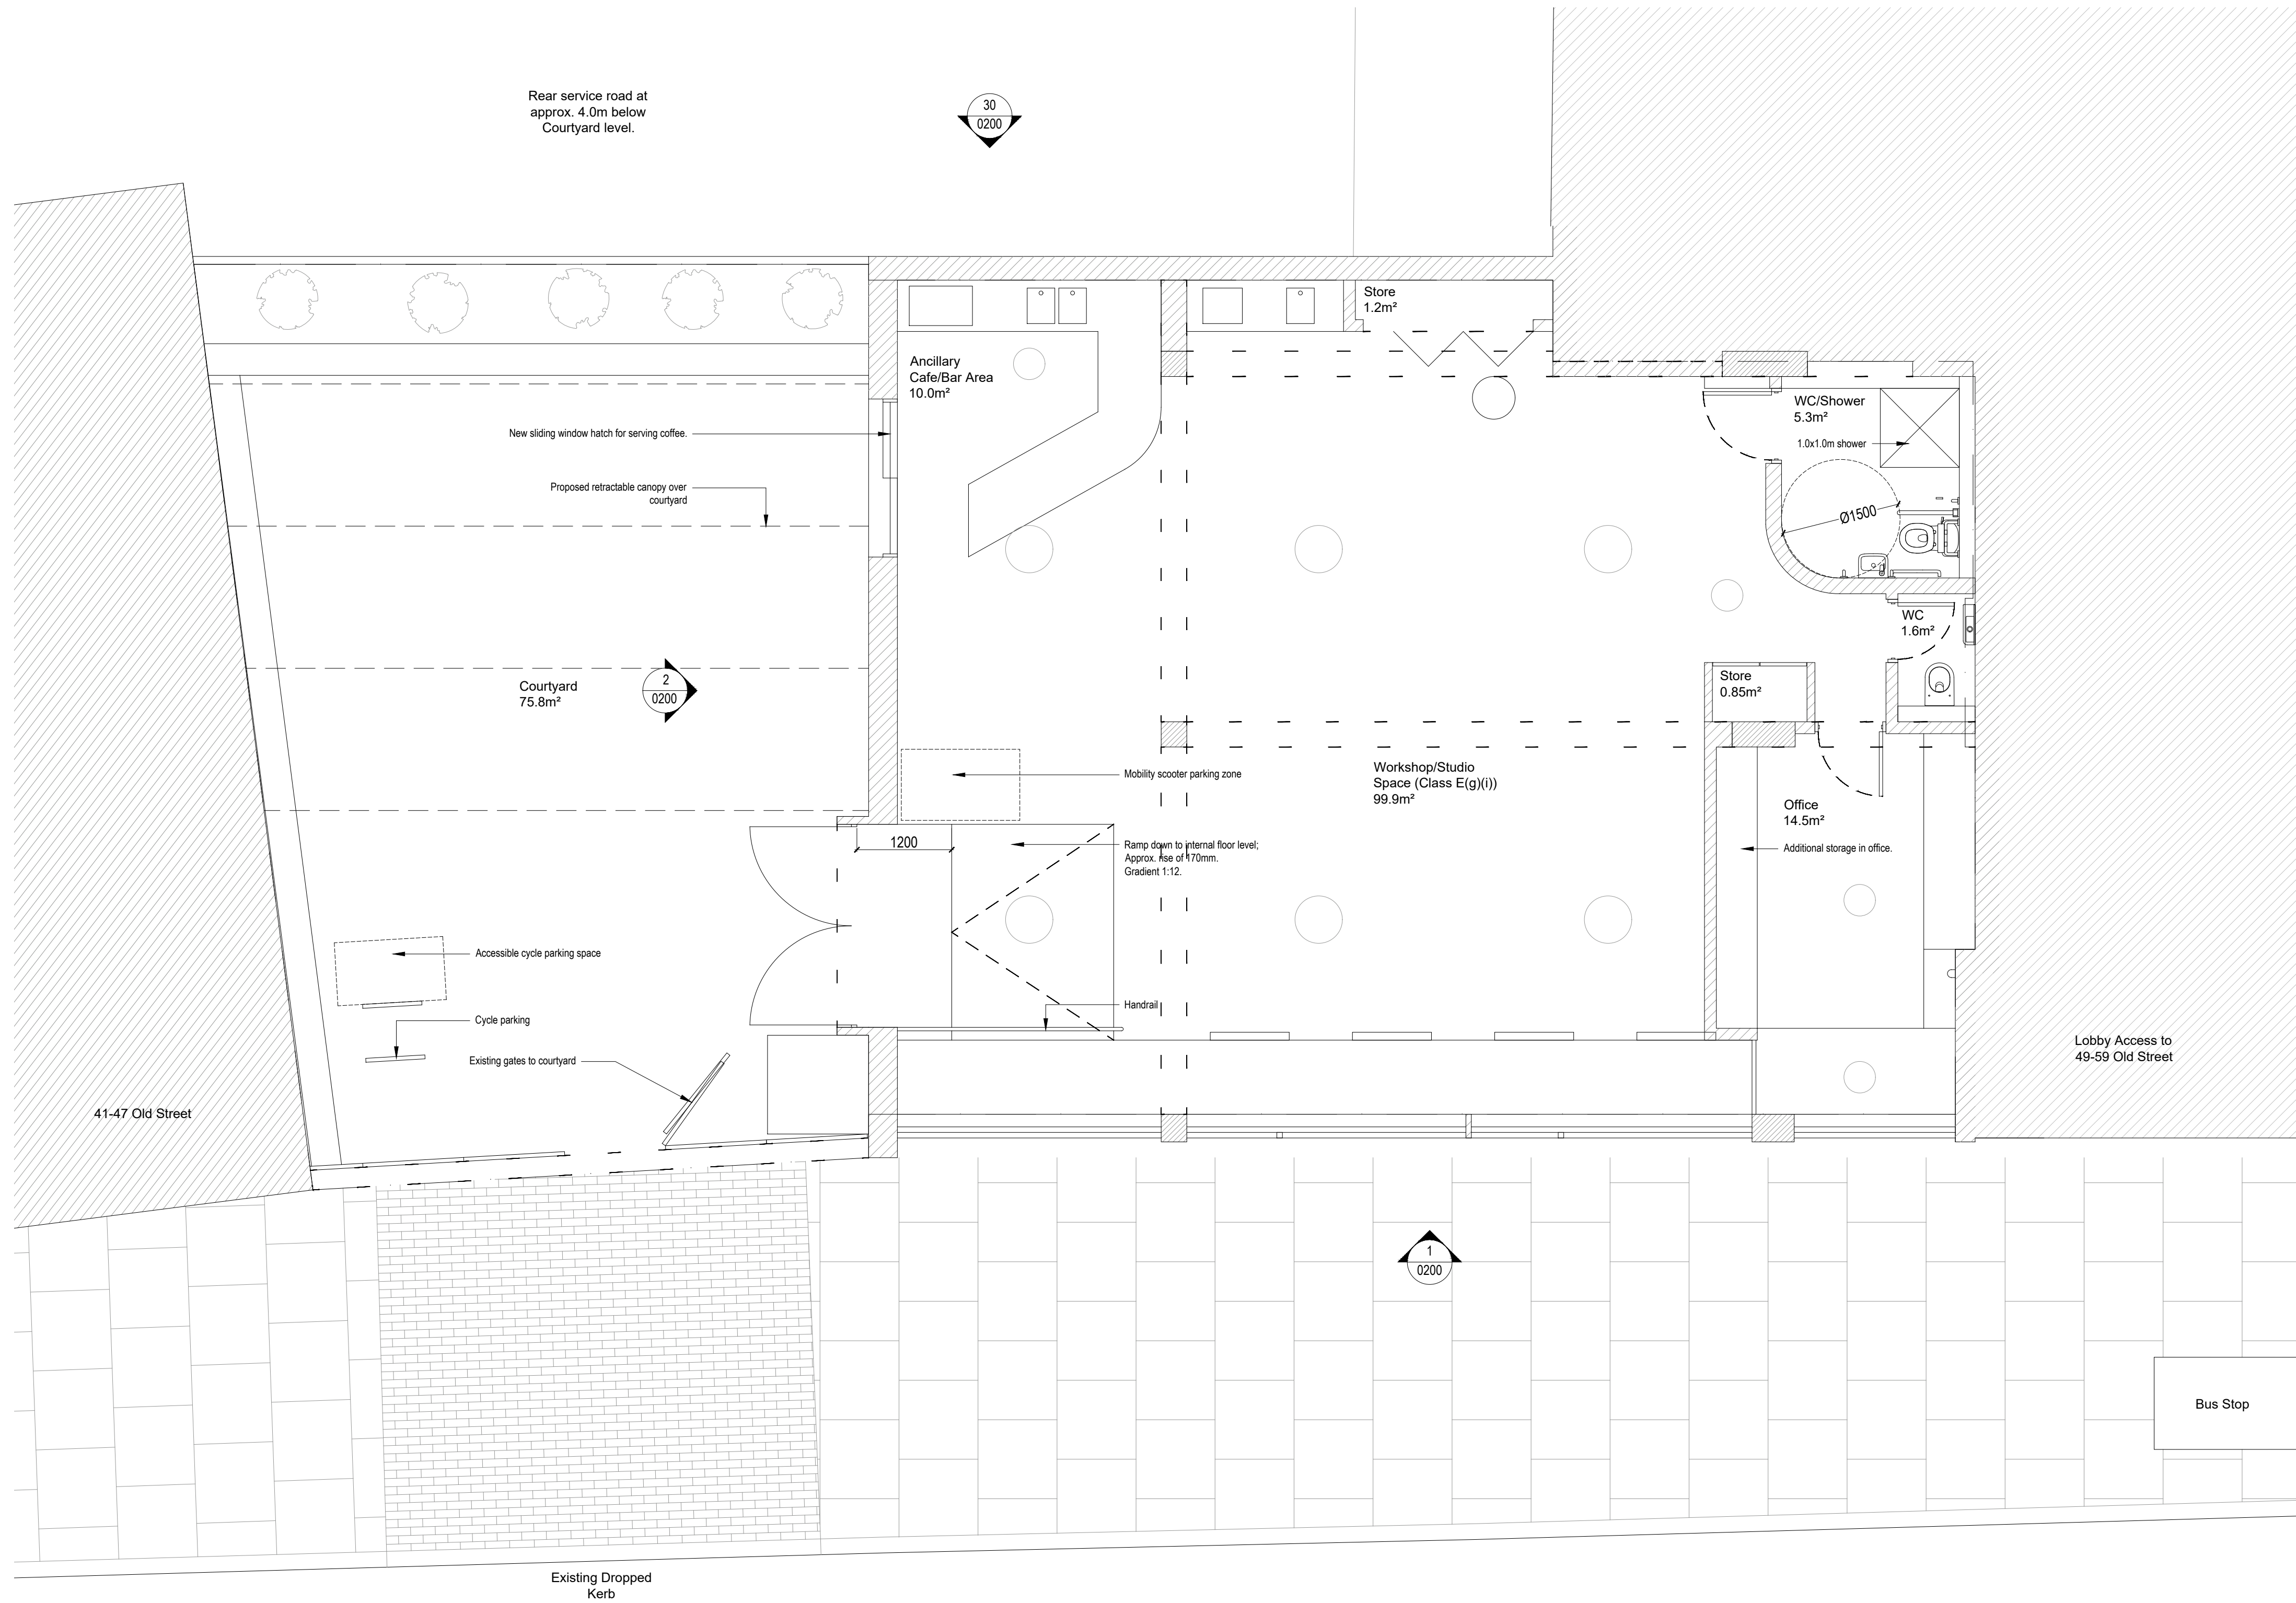 Rear service road at
approx. 4.0m below
Courtyard level.
30
0200
Store
1.2m²
Ancillary
Cafe/Bar Area
10.0m²
WC/Shower
5.3m²
1.0x1.0m shower
New sliding window hatch for serving coffee.
Proposed retractable canopy over
courtyard
Ø1500
WC
1.6m²
Courtyard
75.8m²
2
0200
Store
0.85m²
Mobility scooter parking zone
Workshop/Studio
Space (Class E(g)(i))
99.9m²
Office
14.5m²
1200
Ramp down to internal floor level;
Approx. rise of 170mm.
Gradient 1:12.
Additional storage in office.
Accessible cycle parking space
Handrail
Cycle parking
Existing gates to courtyard
Lobby Access to
49-59 Old Street
41-47 Old Street
1
0200
Bus Stop
Existing Dropped
Kerb